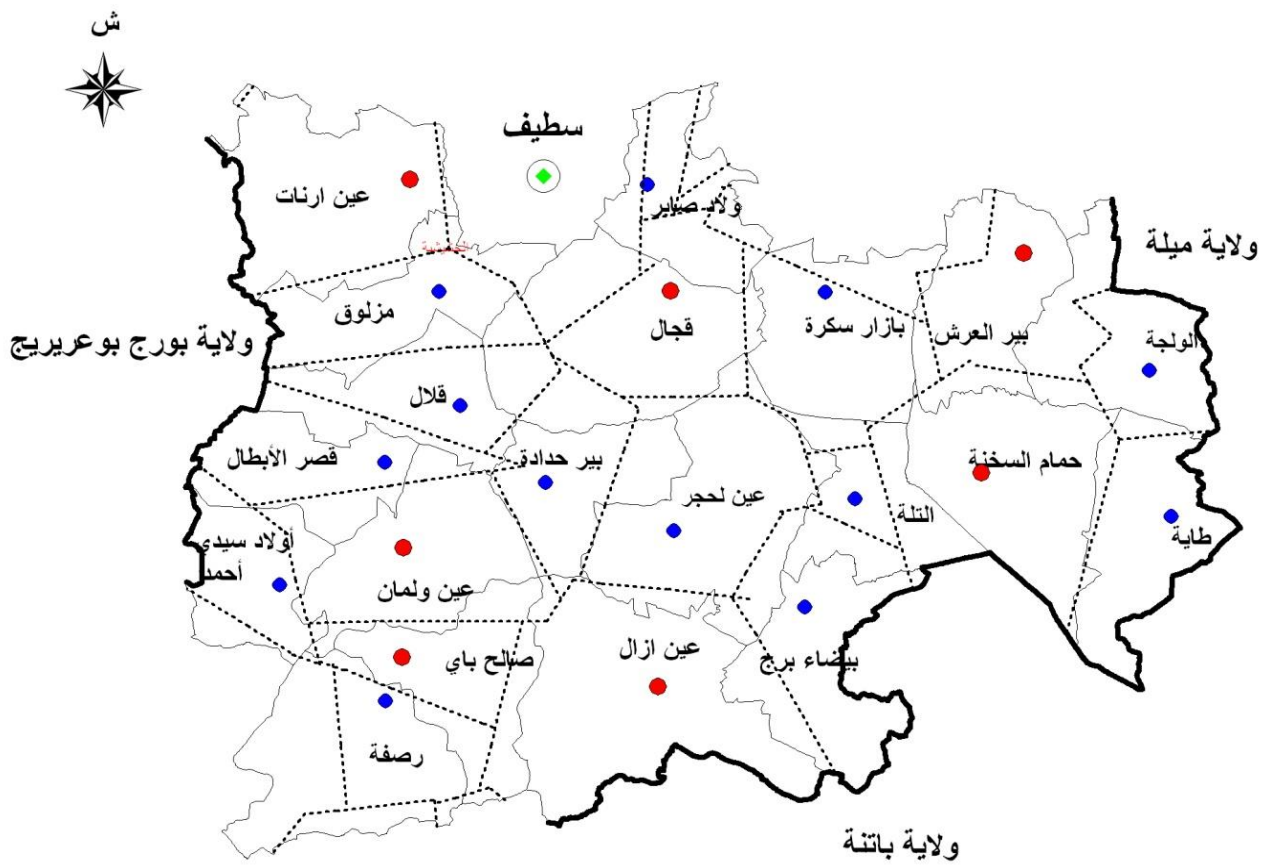 ش
سطيف
عين ارنات
ولاد صابر
ولاية ميلة
مزلوق
قجال
بازار سكرة
بير العرش
الولجة
ولاية بورج بوعريريج
قلال
قصر الأبطال
بير حدادة
حمام السخنة
عين لحجر
التلة
طاية
أولاد سيدي
أحمد
عين ولمان
صالح باي
عين ازال
بيضاء برج
رصفة
ولاية باتنة